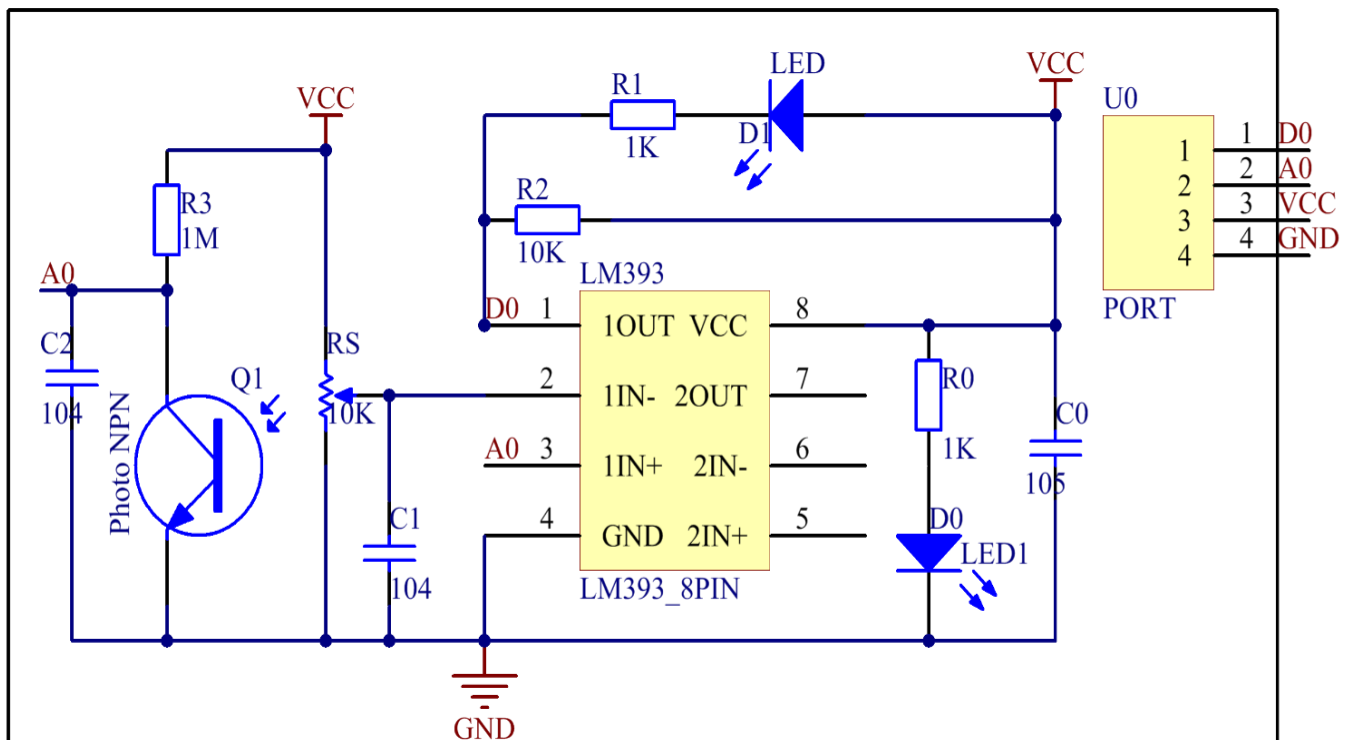 VCC
R3
1M
A0
C2
104
Photo NPN
Q1
RS
10K
C1
104
R1
1K
LED
D1
R2
10K
LM393
D0 1 1OUT VCC 8
2 1IN- 2OUT 7
A0 3 1IN+ 2IN- 6
4 GND 2IN+ 5
LM393_8PIN
GND
VCC
R0
1K
D0
LED1
C0
105
U0
1 1 D0
2 2 A0
3 3 VCC
4 4 GND
PORT